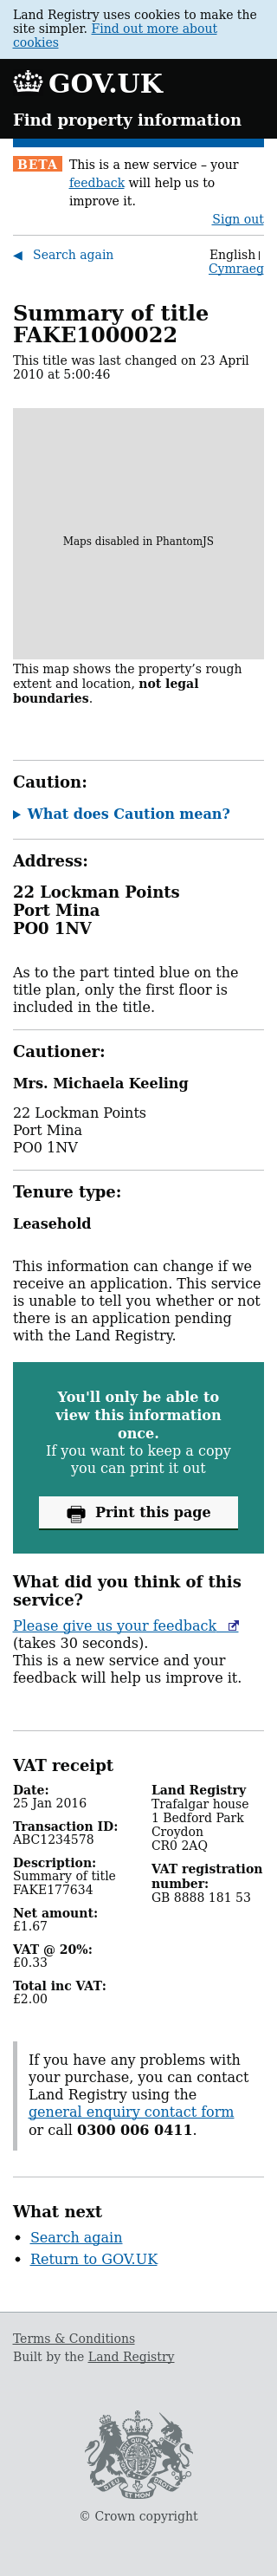 Land Registry uses cookies to make the
site simpler. Find out more about
cookies
GOV.UK
Find property information
BETA This is a new service – your
feedback will help us to
improve it.
Sign out
Search again English
Cymraeg
Summary of title
FAKE1000022
This title was last changed on 23 April
2010 at 5:00:46
Maps disabled in PhantomJS
This map shows the property’s rough
extent and location, not legal
boundaries.
Caution:
What does Caution mean?
Address:
22 Lockman Points
Port Mina
PO0 1NV
As to the part tinted blue on the
title plan, only the first floor is
included in the title.
Cautioner:
Mrs. Michaela Keeling
22 Lockman Points
Port Mina
PO0 1NV
Tenure type:
Leasehold
This information can change if we
receive an application. This service
is unable to tell you whether or not
there is an application pending
with the Land Registry.
You'll only be able to
view this information
once.
If you want to keep a copy
you can print it out
Print this page
What did you think of this
service?
Please give us your feedback
(takes 30 seconds).
This is a new service and your
feedback will help us improve it.
VAT receipt
Date:
25 Jan 2016
Transaction ID:
ABC1234578
Description:
Summary of title
FAKE177634
Net amount:
£1.67
VAT @ 20%:
£0.33
Total inc VAT:
£2.00
Land Registry
Trafalgar house
1 Bedford Park
Croydon
CR0 2AQ
VAT registration
number:
GB 8888 181 53
If you have any problems with
your purchase, you can contact
Land Registry using the
general enquiry contact form
or call 0300 006 0411.
What next
• Search again
• Return to GOV.UK
Terms & Conditions
Built by the Land Registry
© Crown copyright